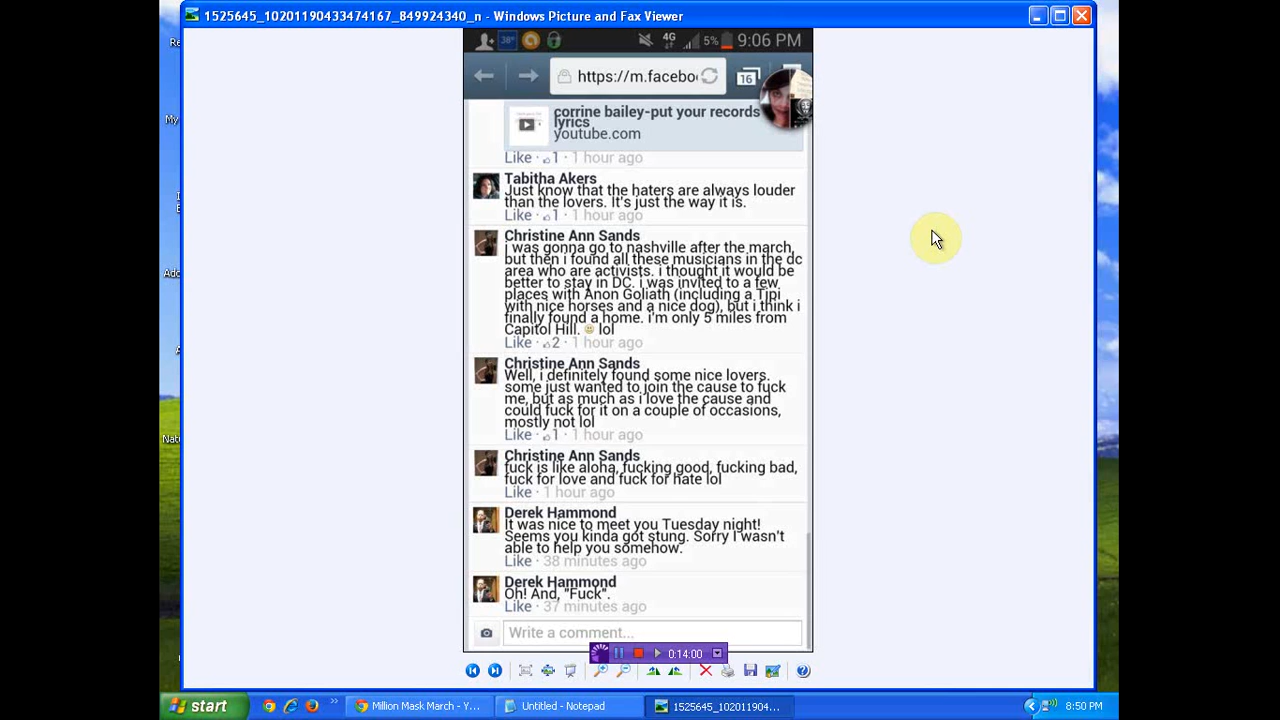 1525645_10201190433474167_849924340_n - Windows Picture and Fax Viewer
38° 4G 5% 9:06 PM
https://m.facebo 16
corrine bailey-put your records
lyrics
youtube.com
Like · 1 · 1 hour ago
Tabitha Akers
Just know that the haters are always louder
than the lovers. It's just the way it is.
Like · 1 · 1 hour ago
Christine Ann Sands
i was gonna go to nashville after the march,
but then i found all these musicians in the dc
area who are activists. i thought it would be
better to stay in DC. i was invited to a few
places with Anon Goliath (including a Tipi
with nice horses and a nice dog), but i think i
finally found a home. i'm only 5 miles from
Capitol Hill. lol
Like · 2 · 1 hour ago
Christine Ann Sands
Well, i definitely found some nice lovers.
some just wanted to join the cause to fuck
me, but as much as i love the cause and
could fuck for it on a couple of occasions,
mostly not lol
Like · 1 · 1 hour ago
Christine Ann Sands
fuck is like aloha, fucking good, fucking bad,
fuck for love and fuck for hate lol
Like · 1 hour ago
Derek Hammond
It was nice to meet you Tuesday night!
Seems you kinda got stung. Sorry I wasn't
able to help you somehow.
Like · 38 minutes ago
Derek Hammond
Oh! And, "Fuck".
Like · 37 minutes ago
Write a comment...
0:14:00
start
Million Mask March - Y...
Untitled - Notepad
1525645_102011904...
8:50 PM